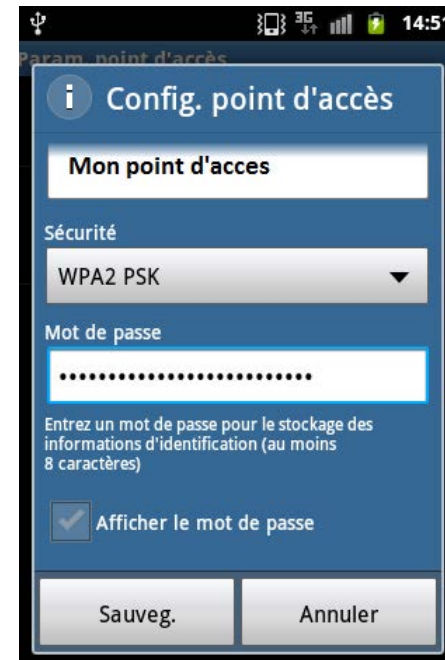 3G 14:51
Param. point d'accès
i Config. point d'accès
Mon point d'acces
Sécurité
WPA2 PSK
Mot de passe
••••••••••••••••••••••••••
Entrez un mot de passe pour le stockage des
informations d'identification (au moins
8 caractères)
Afficher le mot de passe
Sauveg. Annuler